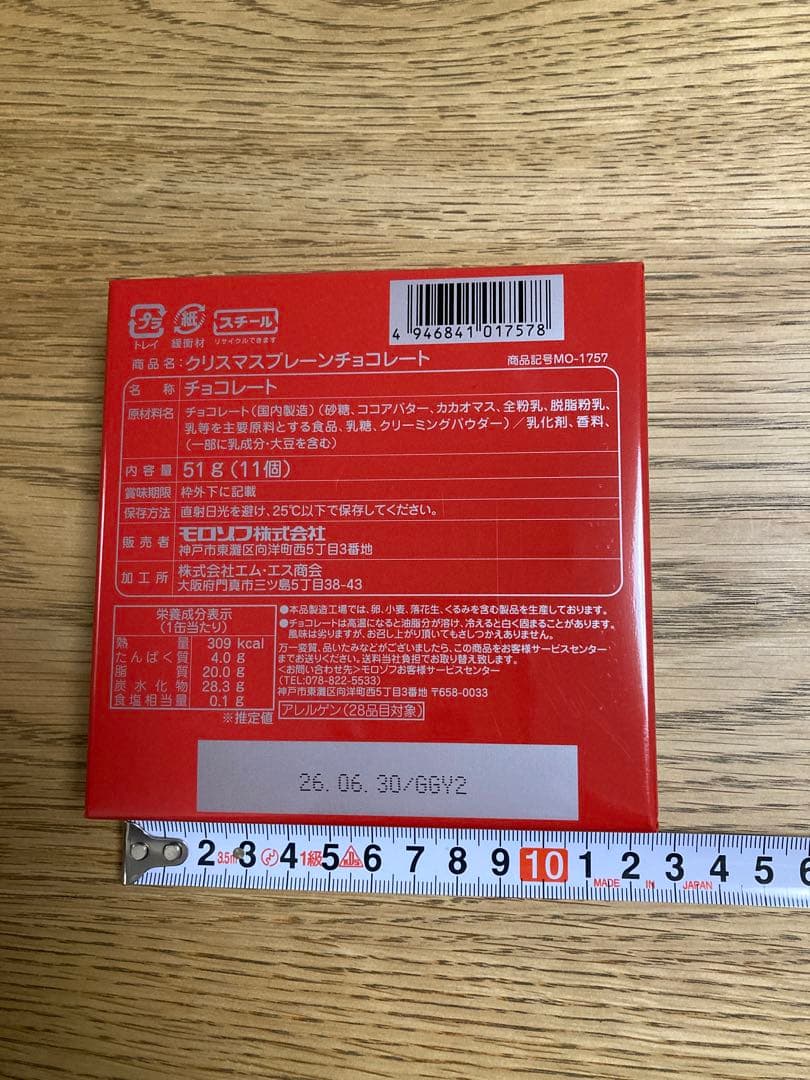 プラ
トレイ
紙
緩衝材
スチール
リサイクルできます
4 946841 017578
商品名:クリスマスプレーンチョコレート
商品記号MO-1757
名称 チョコレート
原材料名 チョコレート(国内製造)(砂糖、ココアバター、カカオマス、全粉乳、脱脂粉乳、
乳等を主要原料とする食品、乳糖、クリーミングパウダー)/乳化剤、香料、
(一部に乳成分・大豆を含む)
内容量 51g(11個)
賞味期限 枠外下に記載
保存方法 直射日光を避け、25℃以下で保存してください。
販売者 モロゾフ株式会社
神戸市東灘区向洋町西5丁目3番地
加工所 株式会社エム・エス商会
大阪府門真市三ツ島5丁目38-43
栄養成分表示
(1缶当たり)
熱量 309 kcal
たんぱく質 4.0 g
脂質 20.0 g
炭水化物 28.3 g
食塩相当量 0.1 g
※推定値
●本品製造工場では、卵、小麦、落花生、くるみを含む製品を生産しております。
●チョコレートは高温になると油脂分が溶け、冷えると白く固まることがあります。
風味は劣りますが、お召し上がり頂いてもさしつかえありません。
万一変質、品いたみなどがございましたら、この商品をお客様サービスセンター
までお送りください。送料当社負担でお取り替え致します。
<お問い合わせ先>モロゾフお客様サービスセンター
(TEL:078-822-5533)
神戸市東灘区向洋町西5丁目3番地 〒658-0033
アレルゲン(28品目対象)
26.06.30/GGY2
2 3.5m 3 4 1級 5 KDS 6 7 8 9 10 1 2 3 4 5 6
MADE IN JAPAN